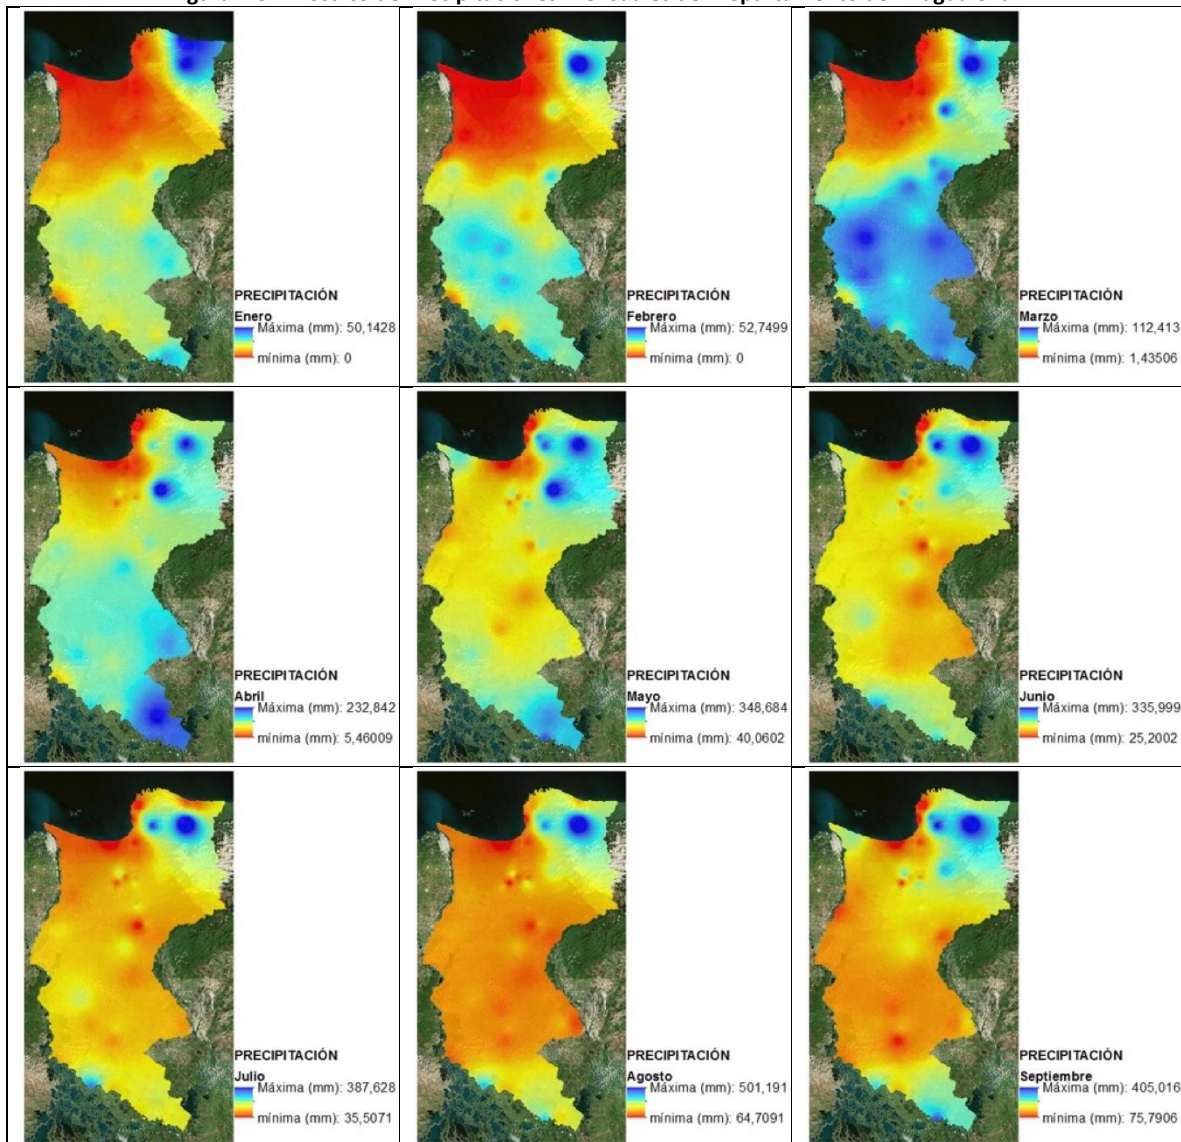 PRECIPITACIÓN
Enero
Máxima (mm): 50,1428
mínima (mm): 0
PRECIPITACIÓN
Febrero
Máxima (mm): 52,7499
mínima (mm): 0
PRECIPITACIÓN
Marzo
Máxima (mm): 112,413
mínima (mm): 1,43506
PRECIPITACIÓN
Abril
Máxima (mm): 232,842
mínima (mm): 5,46009
PRECIPITACIÓN
Mayo
Máxima (mm): 348,684
mínima (mm): 40,0602
PRECIPITACIÓN
Junio
Máxima (mm): 335,999
mínima (mm): 25,2002
PRECIPITACIÓN
Julio
Máxima (mm): 387,628
mínima (mm): 35,5071
PRECIPITACIÓN
Agosto
Máxima (mm): 501,191
mínima (mm): 64,7091
PRECIPITACIÓN
Septiembre
Máxima (mm): 405,016
mínima (mm): 75,7906